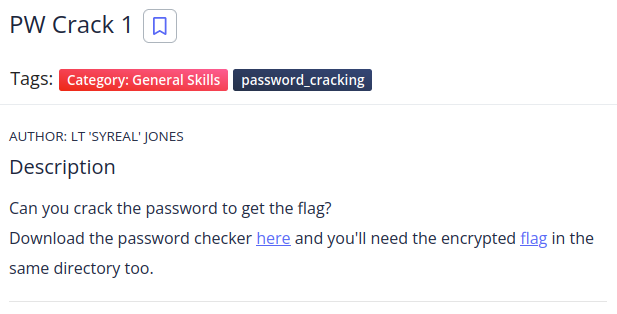 PW Crack 1
Tags: Category: General Skills password_cracking
AUTHOR: LT 'SYREAL' JONES
Description
Can you crack the password to get the flag?
Download the password checker here and you'll need the encrypted flag in the
same directory too.